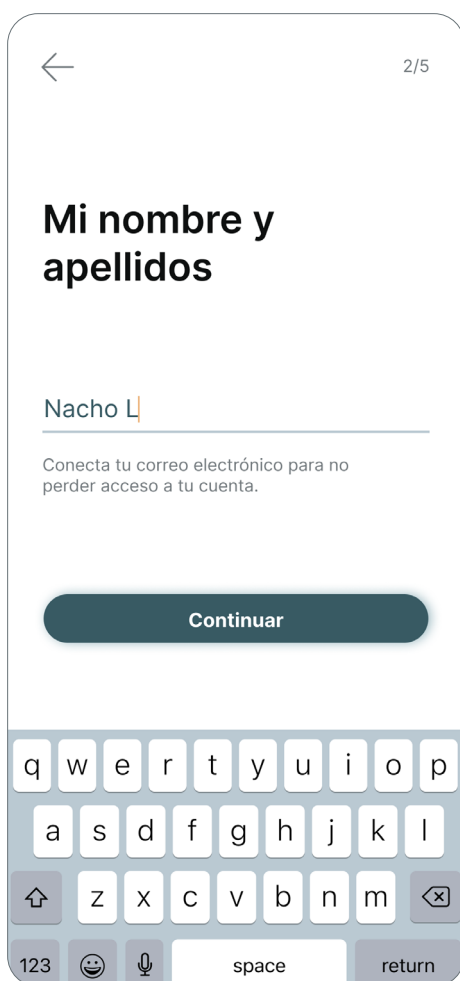 2/5
Mi nombre y
apellidos
Nacho L
Conecta tu correo electrónico para no
perder acceso a tu cuenta.
Continuar
q w e r t y u i o p
a s d f g h j k l
z x c v b n m
123 space return